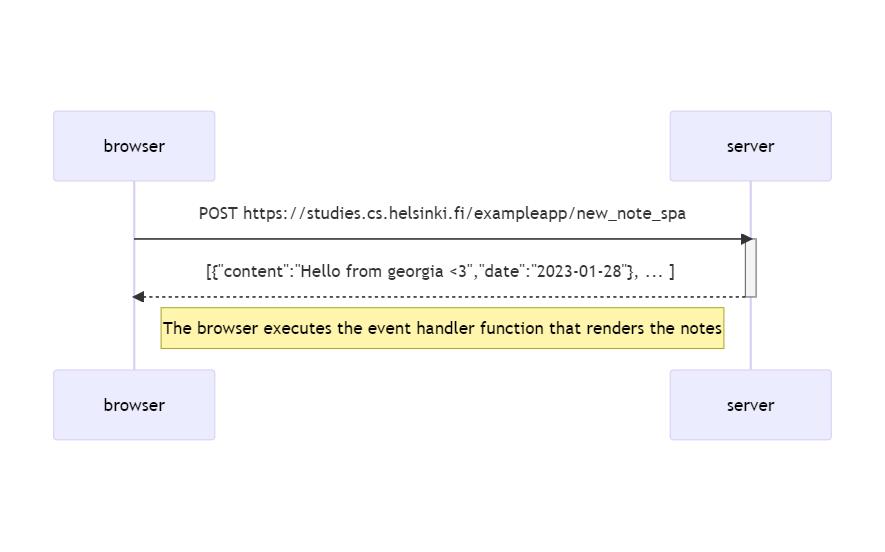 browser
server
POST https://studies.cs.helsinki.fi/exampleapp/new_note_spa
[{"content":"Hello from georgia <3","date":"2023-01-28"}, ... ]
The browser executes the event handler function that renders the notes
browser
server